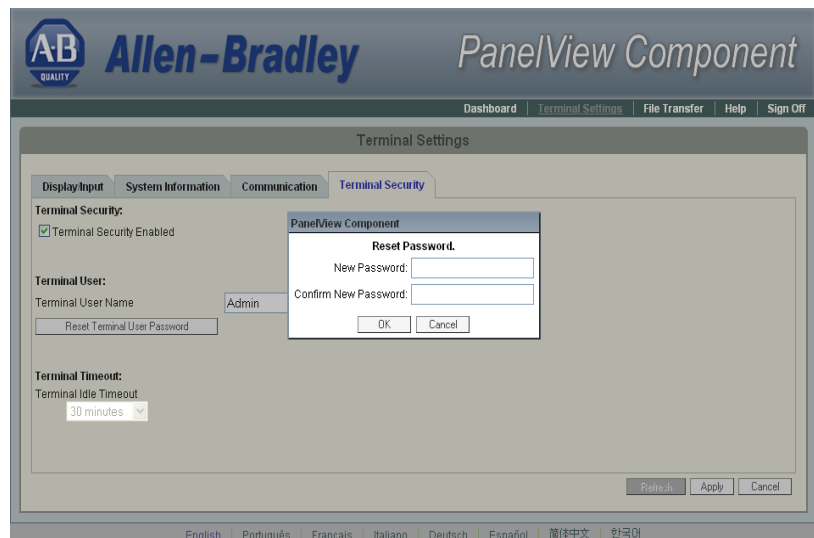 A·B
QUALITY
Allen-Bradley
PanelView Component
Dashboard | Terminal Settings | File Transfer | Help | Sign Off
Terminal Settings
Display/Input System Information Communication Terminal Security
Terminal Security:
Terminal Security Enabled
Terminal User:
Terminal User Name Admin
Reset Terminal User Password
Terminal Timeout:
Terminal Idle Timeout
30 minutes
PanelView Component
Reset Password.
New Password:
Confirm New Password:
OK Cancel
Refresh Apply Cancel
English | Português | Français | Italiano | Deutsch | Español | 简体中文 | 한국어